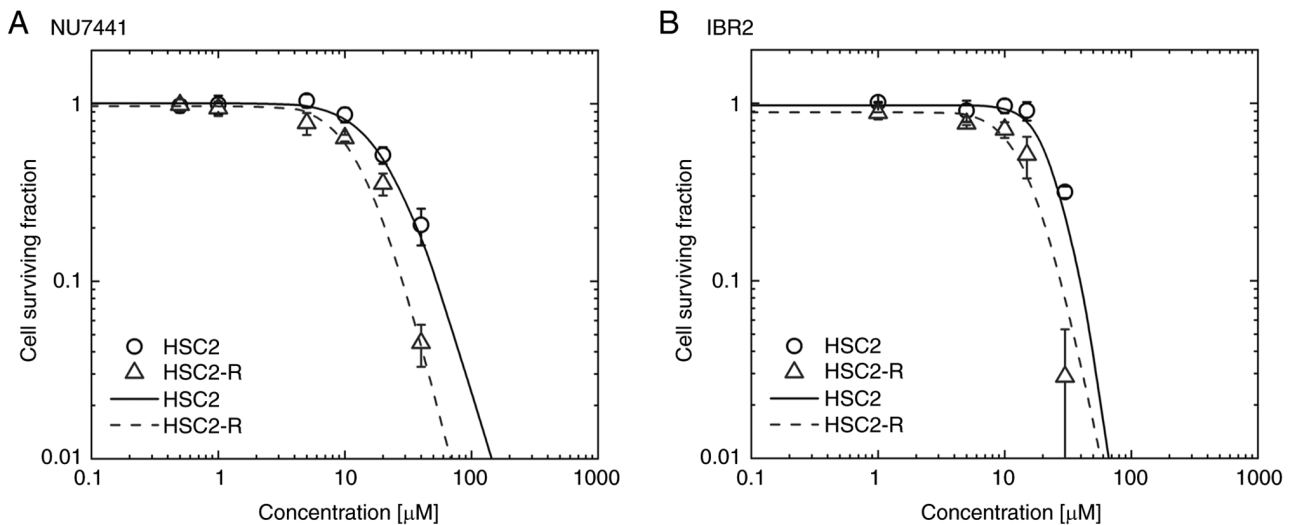 A NU7441
1
0.1
0.01
Cell surviving fraction
HSC2
HSC2-R
HSC2
HSC2-R
0.1 1 10 100 1000
Concentration [μM]
B IBR2
1
0.1
0.01
Cell surviving fraction
HSC2
HSC2-R
HSC2
HSC2-R
0.1 1 10 100 1000
Concentration [μM]